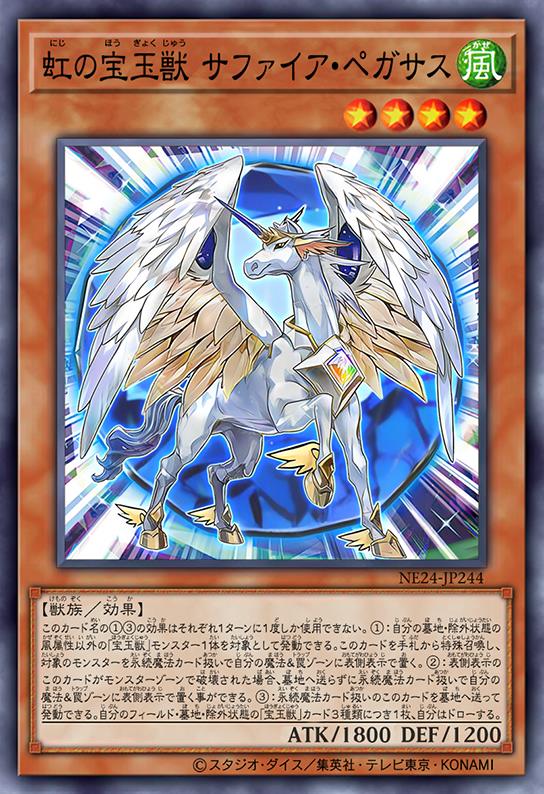 虹の宝玉獣 サファイア・ペガサス
風
NE24-JP244
【獣族／効果】
このカード名の①③の効果はそれぞれ1ターンに1度しか使用できない。①：自分の墓地・除外状態の
風属性以外の「宝玉獣」モンスター1体を対象として発動できる。このカードを手札から特殊召喚し、
対象のモンスターを永続魔法カード扱いで自分の魔法＆罠ゾーンに表側表示で置く。②：表側表示の
このカードがモンスターゾーンで破壊された場合、墓地へ送らずに永続魔法カード扱いで自分の
魔法＆罠ゾーンに表側表示で置く事ができる。③：永続魔法カード扱いのこのカードを墓地へ送って
発動できる。自分のフィールド・墓地・除外状態の「宝玉獣」カード3種類につき1枚、自分はドローする。
ATK/1800 DEF/1200
©スタジオ・ダイス／集英社・テレビ東京・KONAMI